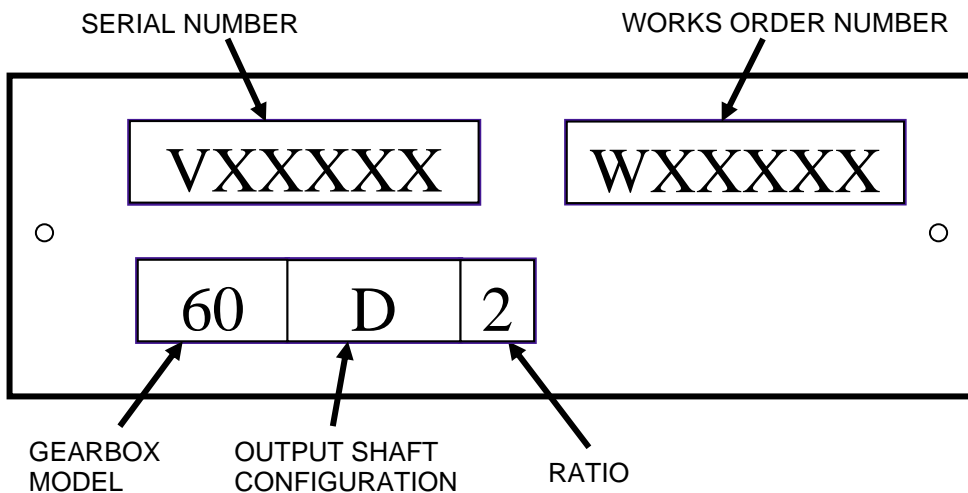 SERIAL NUMBER
WORKS ORDER NUMBER
VXXXXX
WXXXXX
60 D 2
GEARBOX
MODEL
OUTPUT SHAFT
CONFIGURATION
RATIO